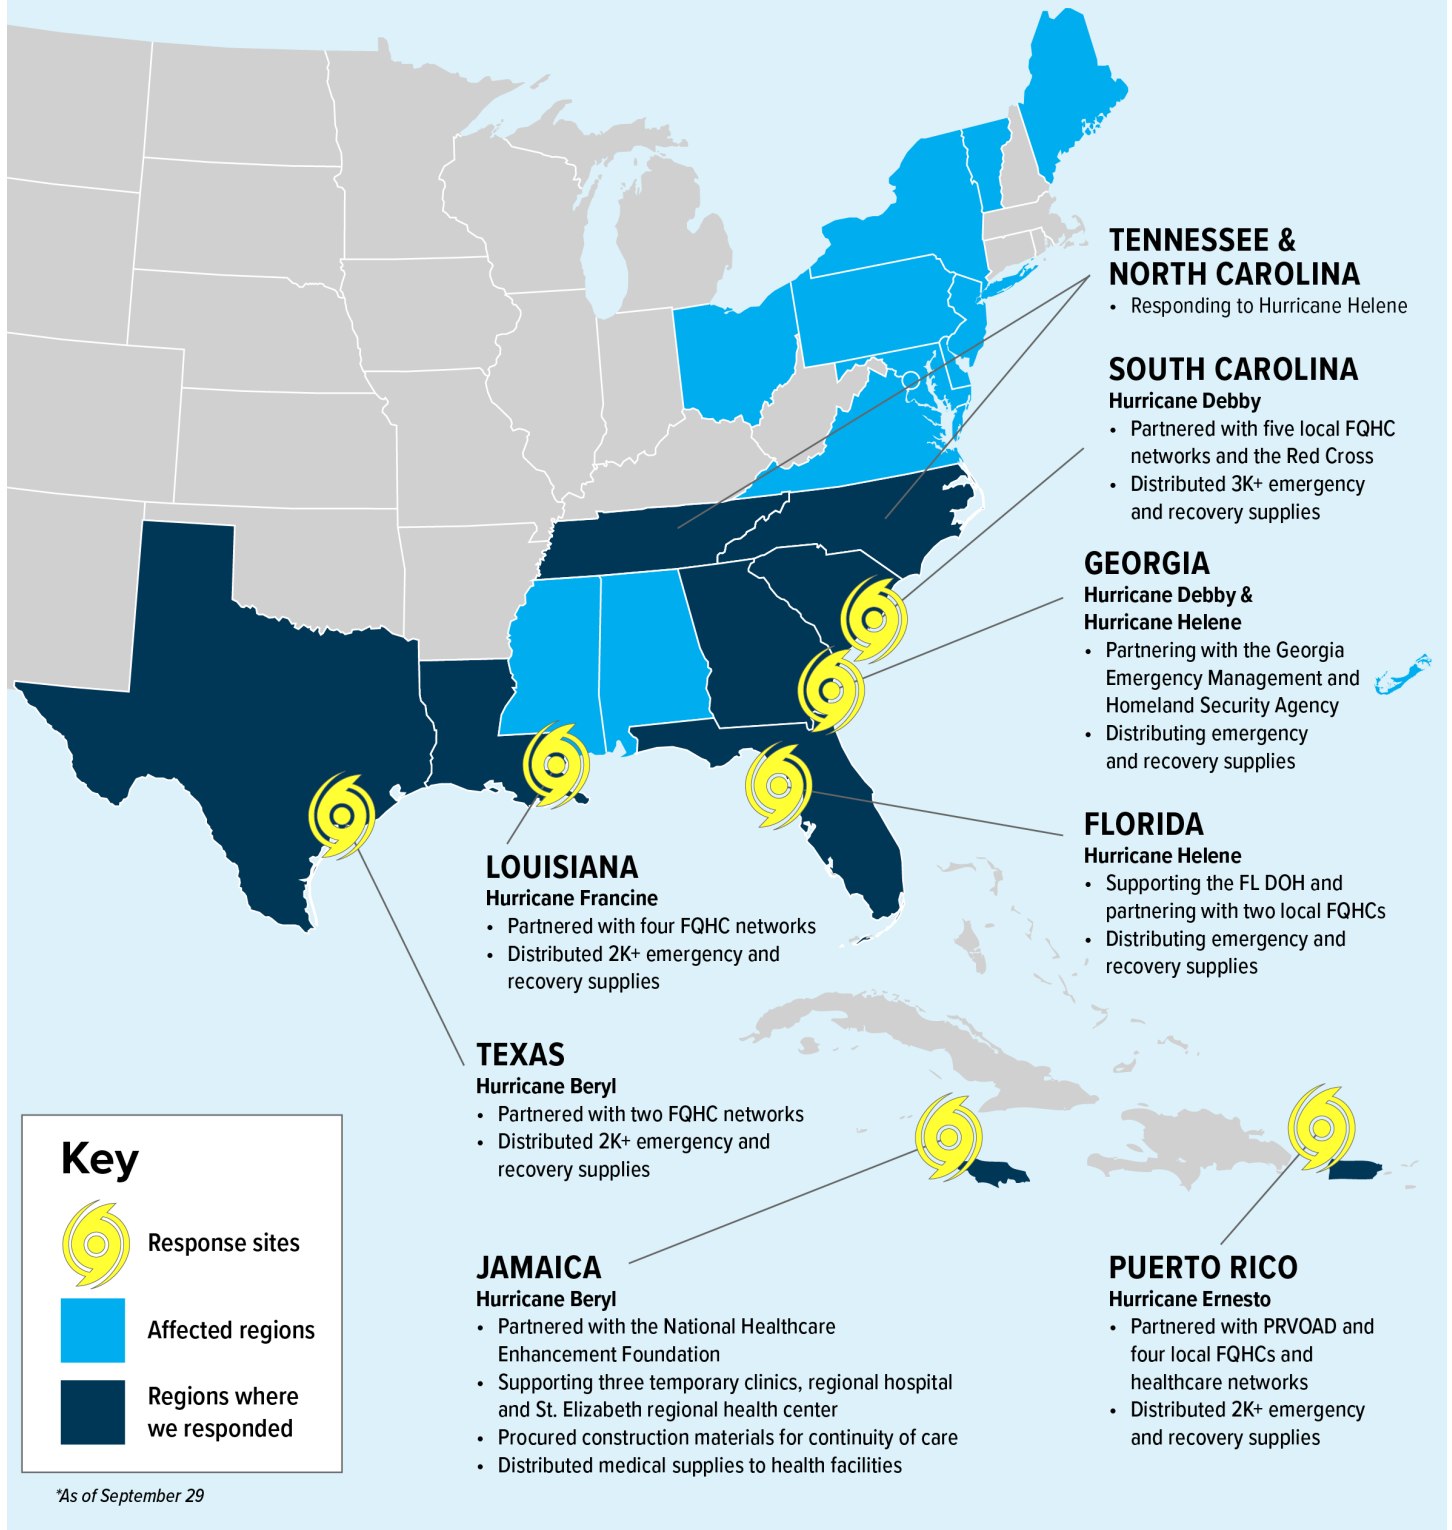 TENNESSEE &
NORTH CAROLINA
• Responding to Hurricane Helene
SOUTH CAROLINA
Hurricane Debby
• Partnered with five local FQHC
networks and the Red Cross
• Distributed 3K+ emergency
and recovery supplies
GEORGIA
Hurricane Debby &
Hurricane Helene
• Partnering with the Georgia
Emergency Management and
Homeland Security Agency
• Distributing emergency
and recovery supplies
FLORIDA
Hurricane Helene
• Supporting the FL DOH and
partnering with two local FQHCs
• Distributing emergency and
recovery supplies
LOUISIANA
Hurricane Francine
• Partnered with four FQHC networks
• Distributed 2K+ emergency and
recovery supplies
TEXAS
Hurricane Beryl
• Partnered with two FQHC networks
• Distributed 2K+ emergency and
recovery supplies
JAMAICA
Hurricane Beryl
• Partnered with the National Healthcare
Enhancement Foundation
• Supporting three temporary clinics, regional hospital
and St. Elizabeth regional health center
• Procured construction materials for continuity of care
• Distributed medical supplies to health facilities
PUERTO RICO
Hurricane Ernesto
• Partnered with PRVOAD and
four local FQHCs and
healthcare networks
• Distributed 2K+ emergency
and recovery supplies
Key
Response sites
Affected regions
Regions where
we responded
*As of September 29